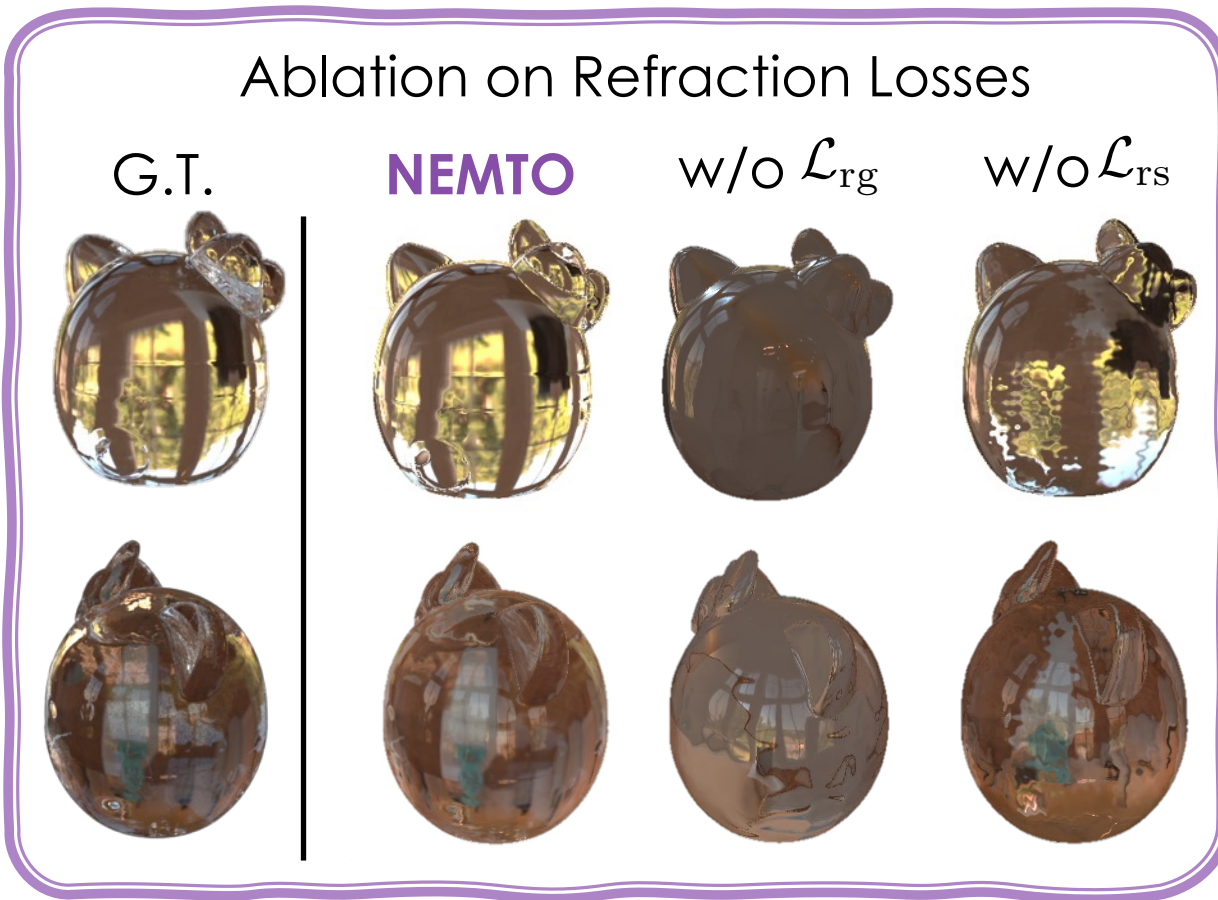 Ablation on Refraction Losses
G.T. NEMTO w/o ℒrg w/o ℒrs